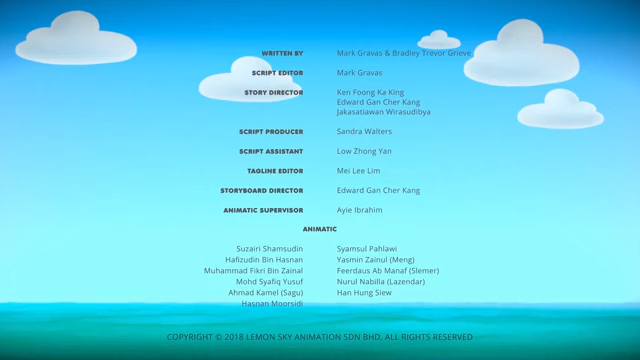 WRITTEN BY Mark Gravas & Bradley Trevor Grieve
SCRIPT EDITOR Mark Gravas
STORY DIRECTOR Ken Foong Ka King
Edward Gan Cher Kang
Jakasatiawan Wirasudibya
SCRIPT PRODUCER Sandra Walters
SCRIPT ASSISTANT Low Zhong Yan
TAGLINE EDITOR Mei Lee Lim
STORYBOARD DIRECTOR Edward Gan Cher Kang
ANIMATIC SUPERVISOR Ayie Ibrahim
ANIMATIC
Suzairi Shamsudin Syamsul Pahlawi
Hafizudin Bin Hasnan Yasmin Zainul (Meng)
Muhammad Fikri Bin Zainal Feerdaus Ab Manaf (Slemer)
Mohd Syafiq Yusuf Nurul Nabilla (Lazendar)
Ahmad Kamel (Sagu) Han Hung Siew
Hasnan Moorsidi
COPYRIGHT © 2018 LEMON SKY ANIMATION SDN BHD, ALL RIGHTS RESERVED